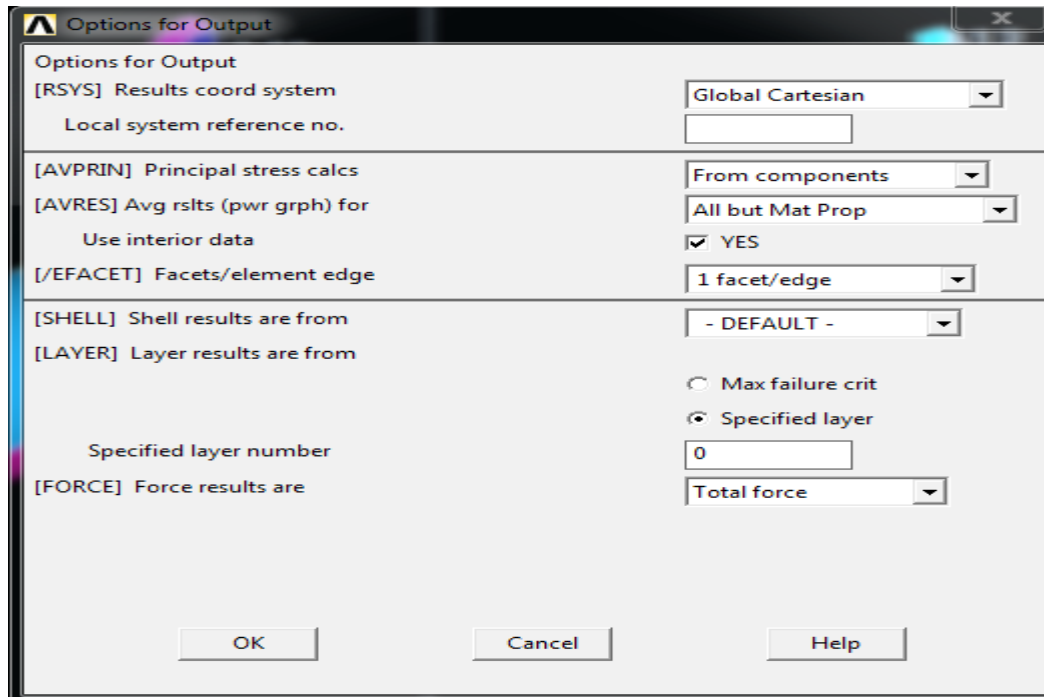 Options for Output
Options for Output
[RSYS] Results coord system
Global Cartesian
Local system reference no.
[AVPRIN] Principal stress calcs
From components
[AVRES] Avg rslts (pwr grph) for
All but Mat Prop
Use interior data
YES
[/EFACET] Facets/element edge
1 facet/edge
[SHELL] Shell results are from
- DEFAULT -
[LAYER] Layer results are from
Max failure crit
Specified layer
Specified layer number
0
[FORCE] Force results are
Total force
OK
Cancel
Help